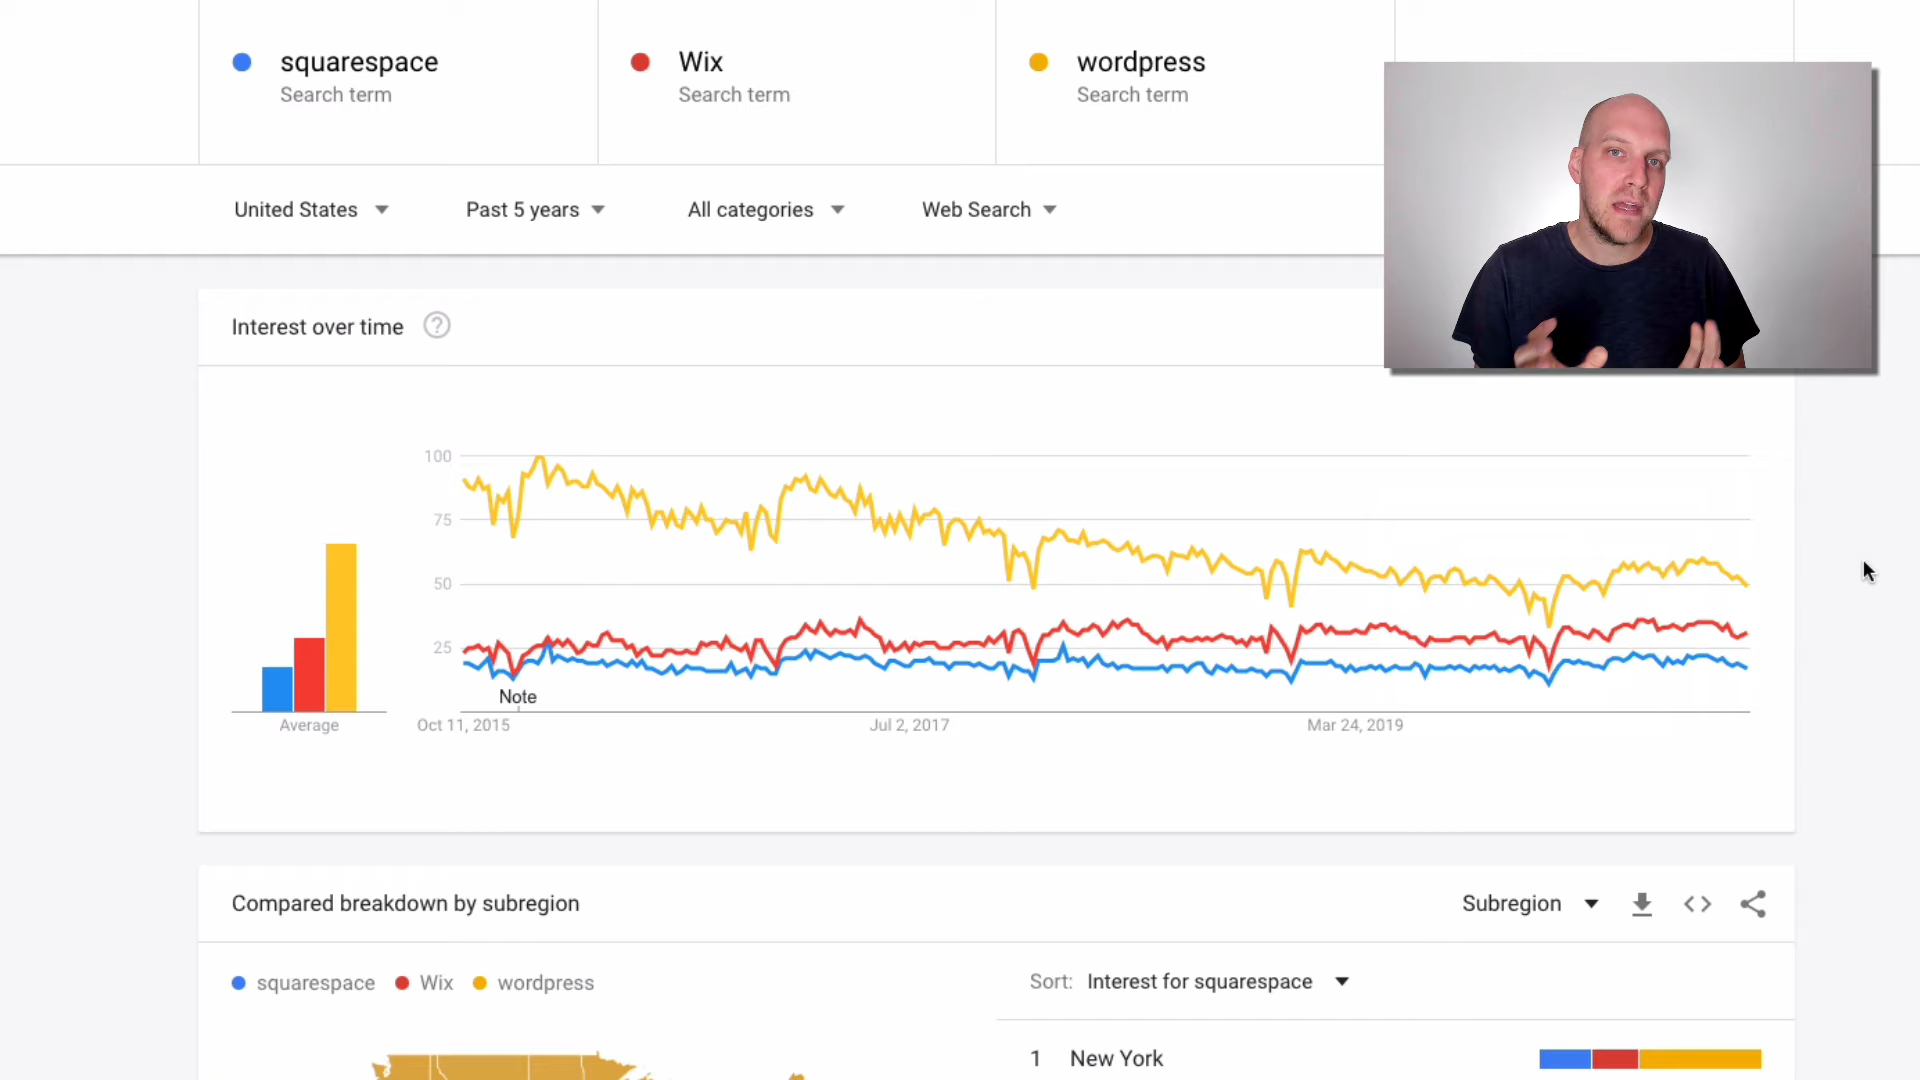 squarespace
Search term
Wix
Search term
wordpress
Search term
United States
Past 5 years
All categories
Web Search
Interest over time
?
100
75
50
25
Note
Average
Oct 11, 2015
Jul 2, 2017
Mar 24, 2019
Compared breakdown by subregion
Subregion
squarespace
Wix
wordpress
Sort: Interest for squarespace
1 New York